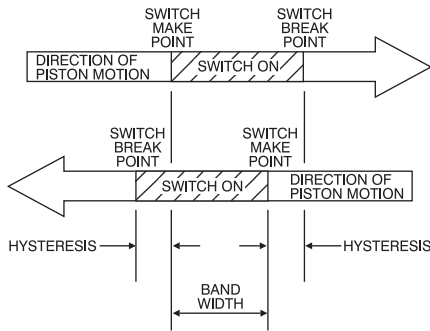 SWITCH
MAKE
POINT
SWITCH
BREAK
POINT
DIRECTION OF
PISTON MOTION
SWITCH ON
SWITCH
BREAK
POINT
SWITCH
MAKE
POINT
SWITCH ON
DIRECTION OF
PISTON MOTION
HYSTERESIS
HYSTERESIS
BAND
WIDTH